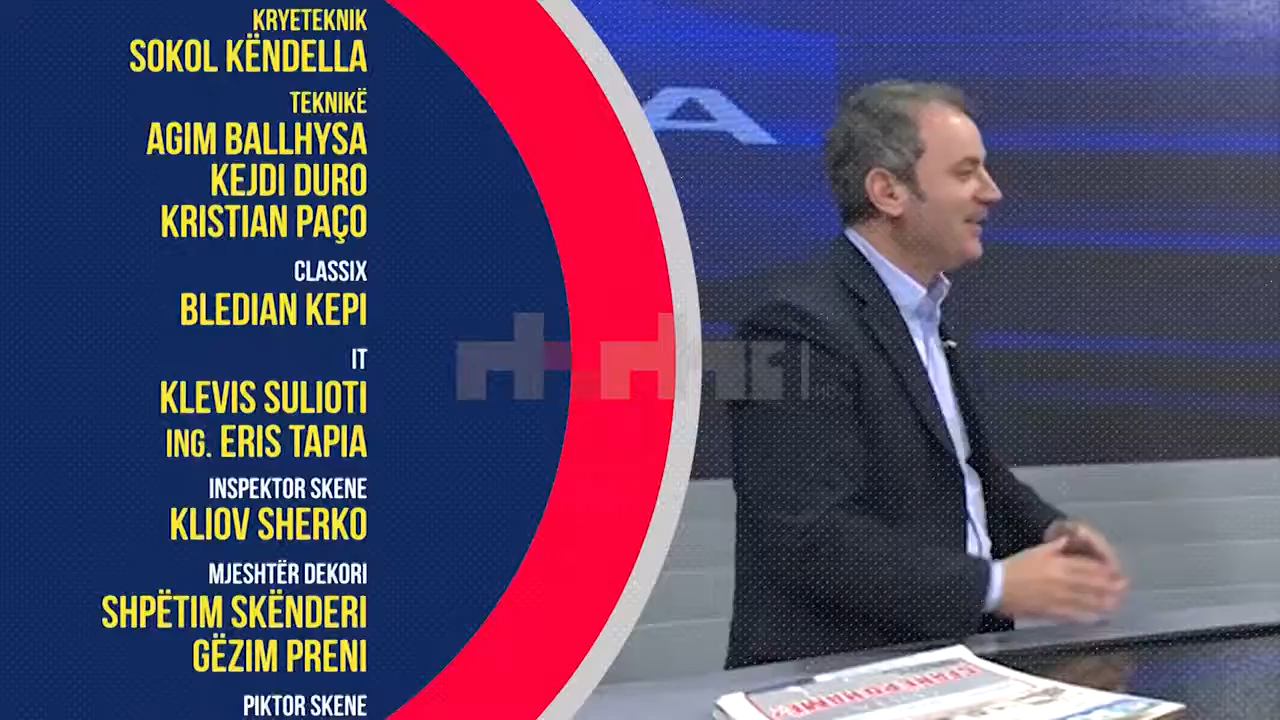 KRYETEKNIK
SOKOL KËNDELLA
TEKNIKË
AGIM BALLHYSA
KEJDI DURO
KRISTIAN PAÇO
CLASSIX
BLEDIAN KEPI
IT
KLEVIS SULIOTI
ING. ERIS TAPIA
INSPEKTOR SKENE
KLIOV SHERKO
MJESHTËR DEKORI
SHPËTIM SKËNDERI
GËZIM PRENI
PIKTOR SKENE
A